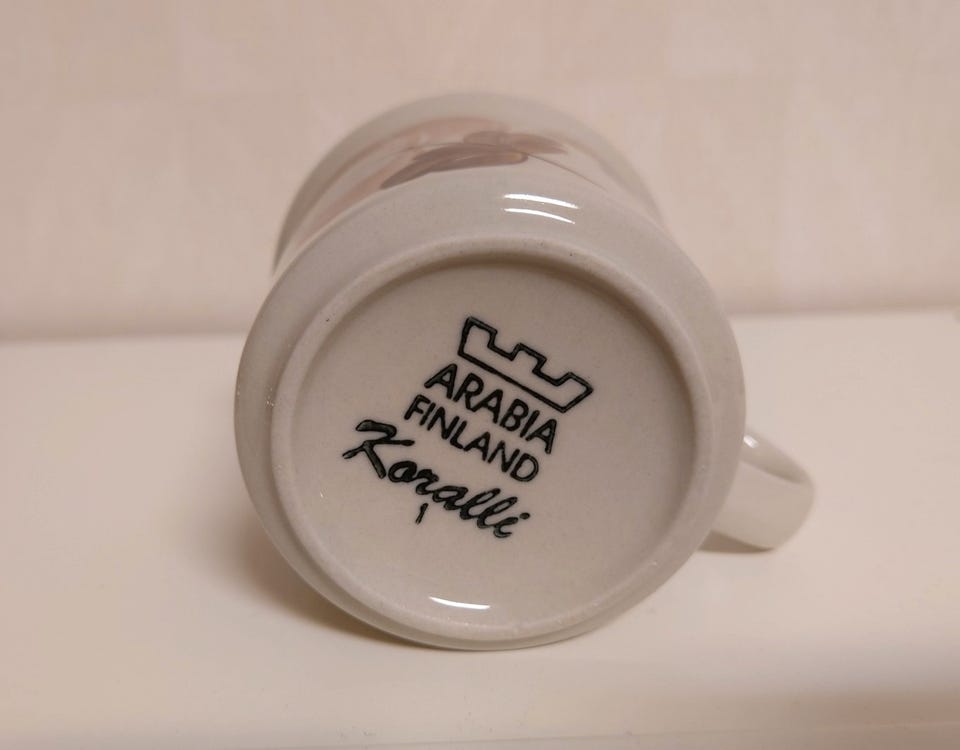 ARABIA
FINLAND
Koralli
1